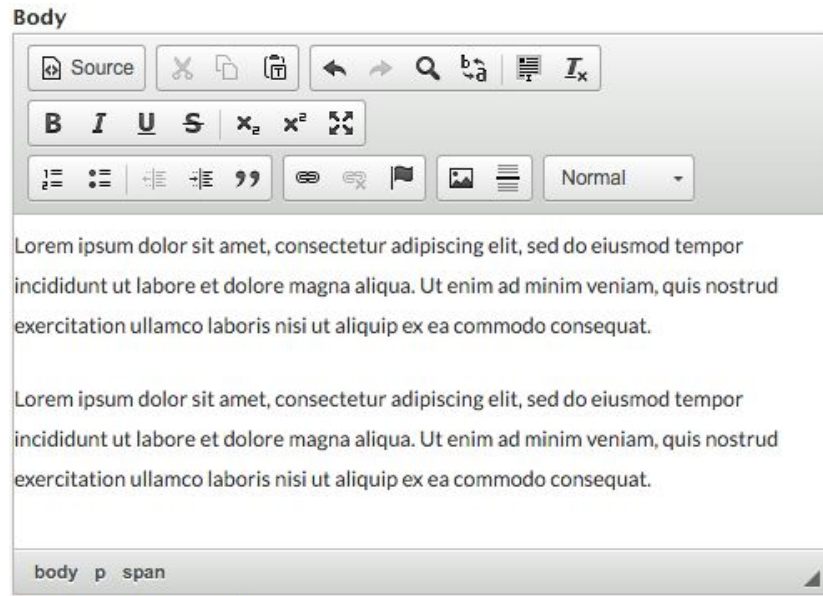 Body
Source
B I U S x₂ x²
Normal
Lorem ipsum dolor sit amet, consectetur adipiscing elit, sed do eiusmod tempor
incididunt ut labore et dolore magna aliqua. Ut enim ad minim veniam, quis nostrud
exercitation ullamco laboris nisi ut aliquip ex ea commodo consequat.
Lorem ipsum dolor sit amet, consectetur adipiscing elit, sed do eiusmod tempor
incididunt ut labore et dolore magna aliqua. Ut enim ad minim veniam, quis nostrud
exercitation ullamco laboris nisi ut aliquip ex ea commodo consequat.
body p span